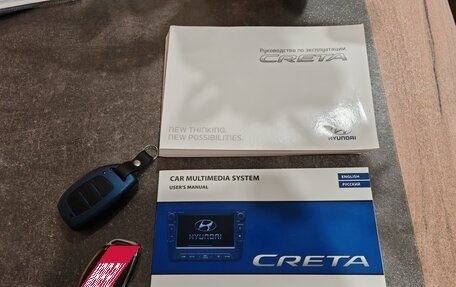 Руководство по эксплуатации
CRETA
NEW THINKING.
NEW POSSIBILITIES.
HYUNDAI
CAR MULTIMEDIA SYSTEM
USER'S MANUAL
ENGLISH
РУССКИЙ
HYUNDAI
CRETA